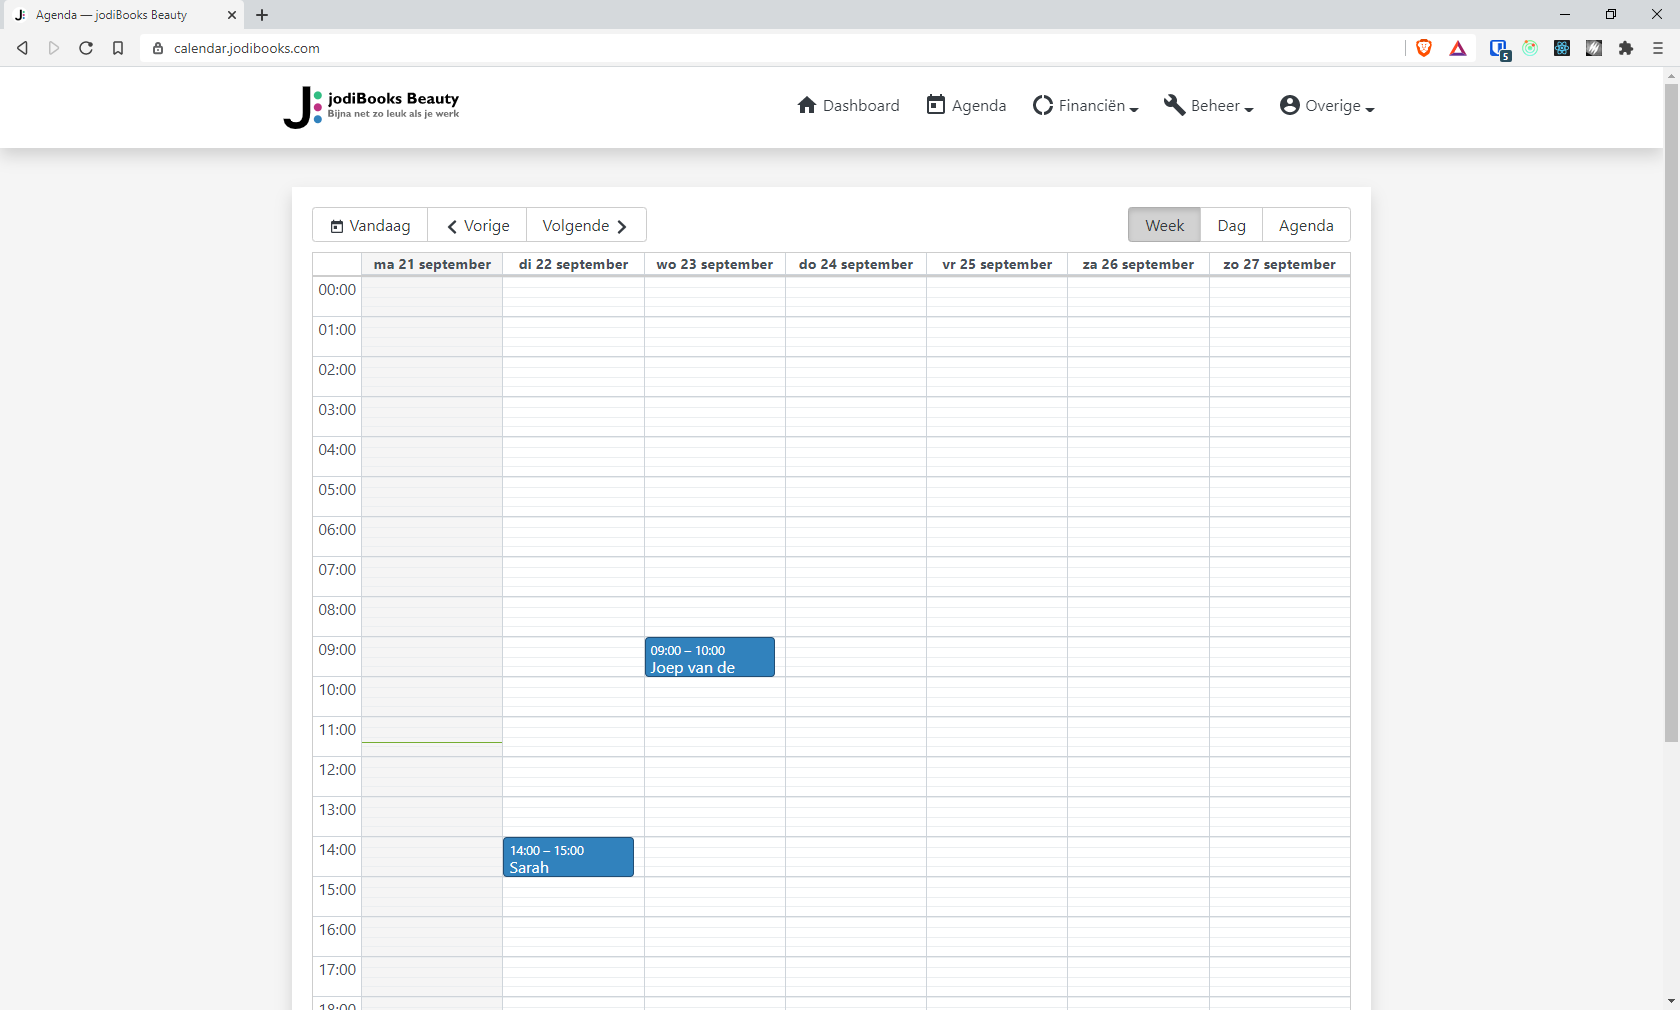 Agenda — jodiBooks Beauty
calendar.jodibooks.com
5
jodiBooks Beauty
Bijna net zo leuk als je werk
Dashboard
Agenda
Financiën
Beheer
Overige
Vandaag
Vorige
Volgende
Week
Dag
Agenda
ma 21 september
di 22 september
wo 23 september
do 24 september
vr 25 september
za 26 september
zo 27 september
00:00
01:00
02:00
03:00
04:00
05:00
06:00
07:00
08:00
09:00
09:00 – 10:00
Joep van de
10:00
11:00
12:00
13:00
14:00
14:00 – 15:00
Sarah
15:00
16:00
17:00
18:00